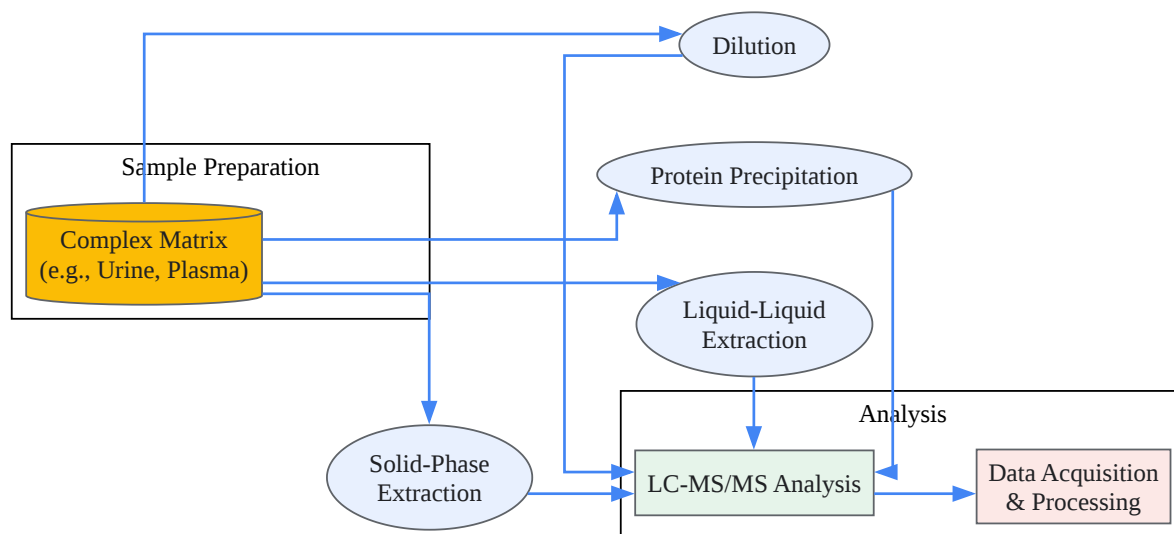 Dilution
Sample Preparation
Protein Precipitation
Complex Matrix
(e.g., Urine, Plasma)
Liquid-Liquid
Extraction
Analysis
Solid-Phase
Extraction
LC-MS/MS Analysis
Data Acquisition
& Processing